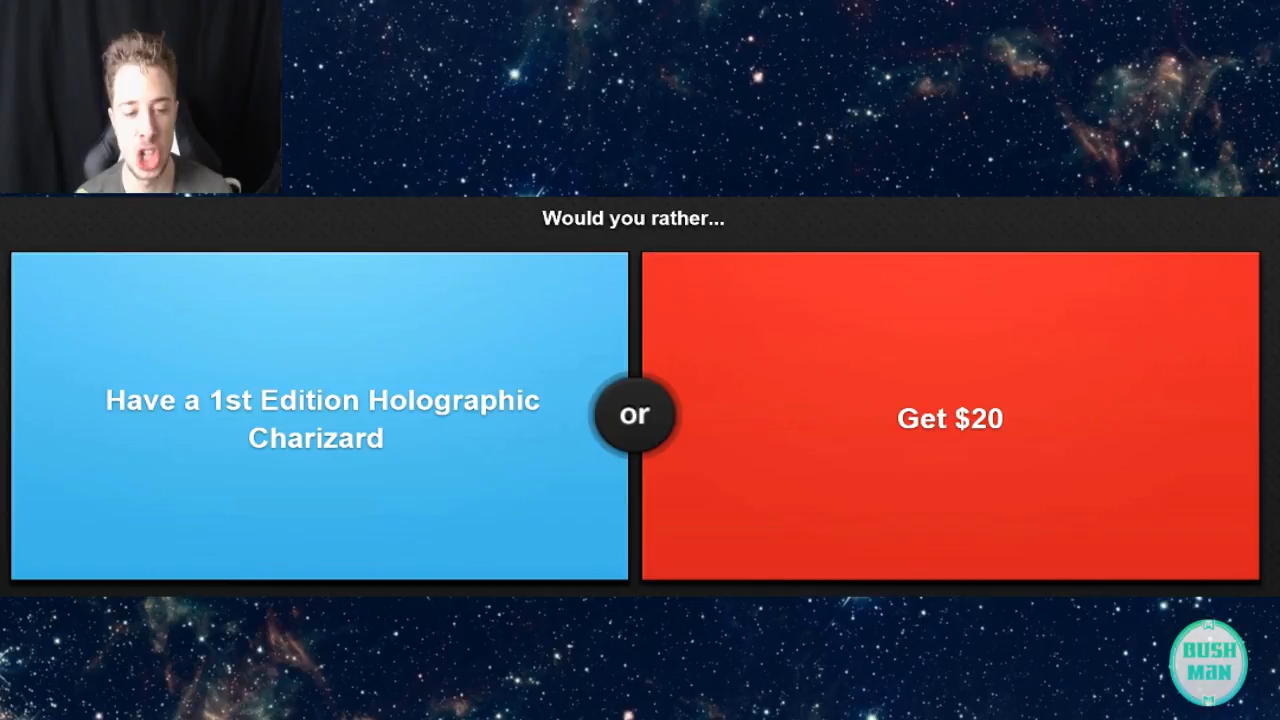 Would you rather...
Have a 1st Edition Holographic
Charizard
or
Get $20
BUSH
MaN